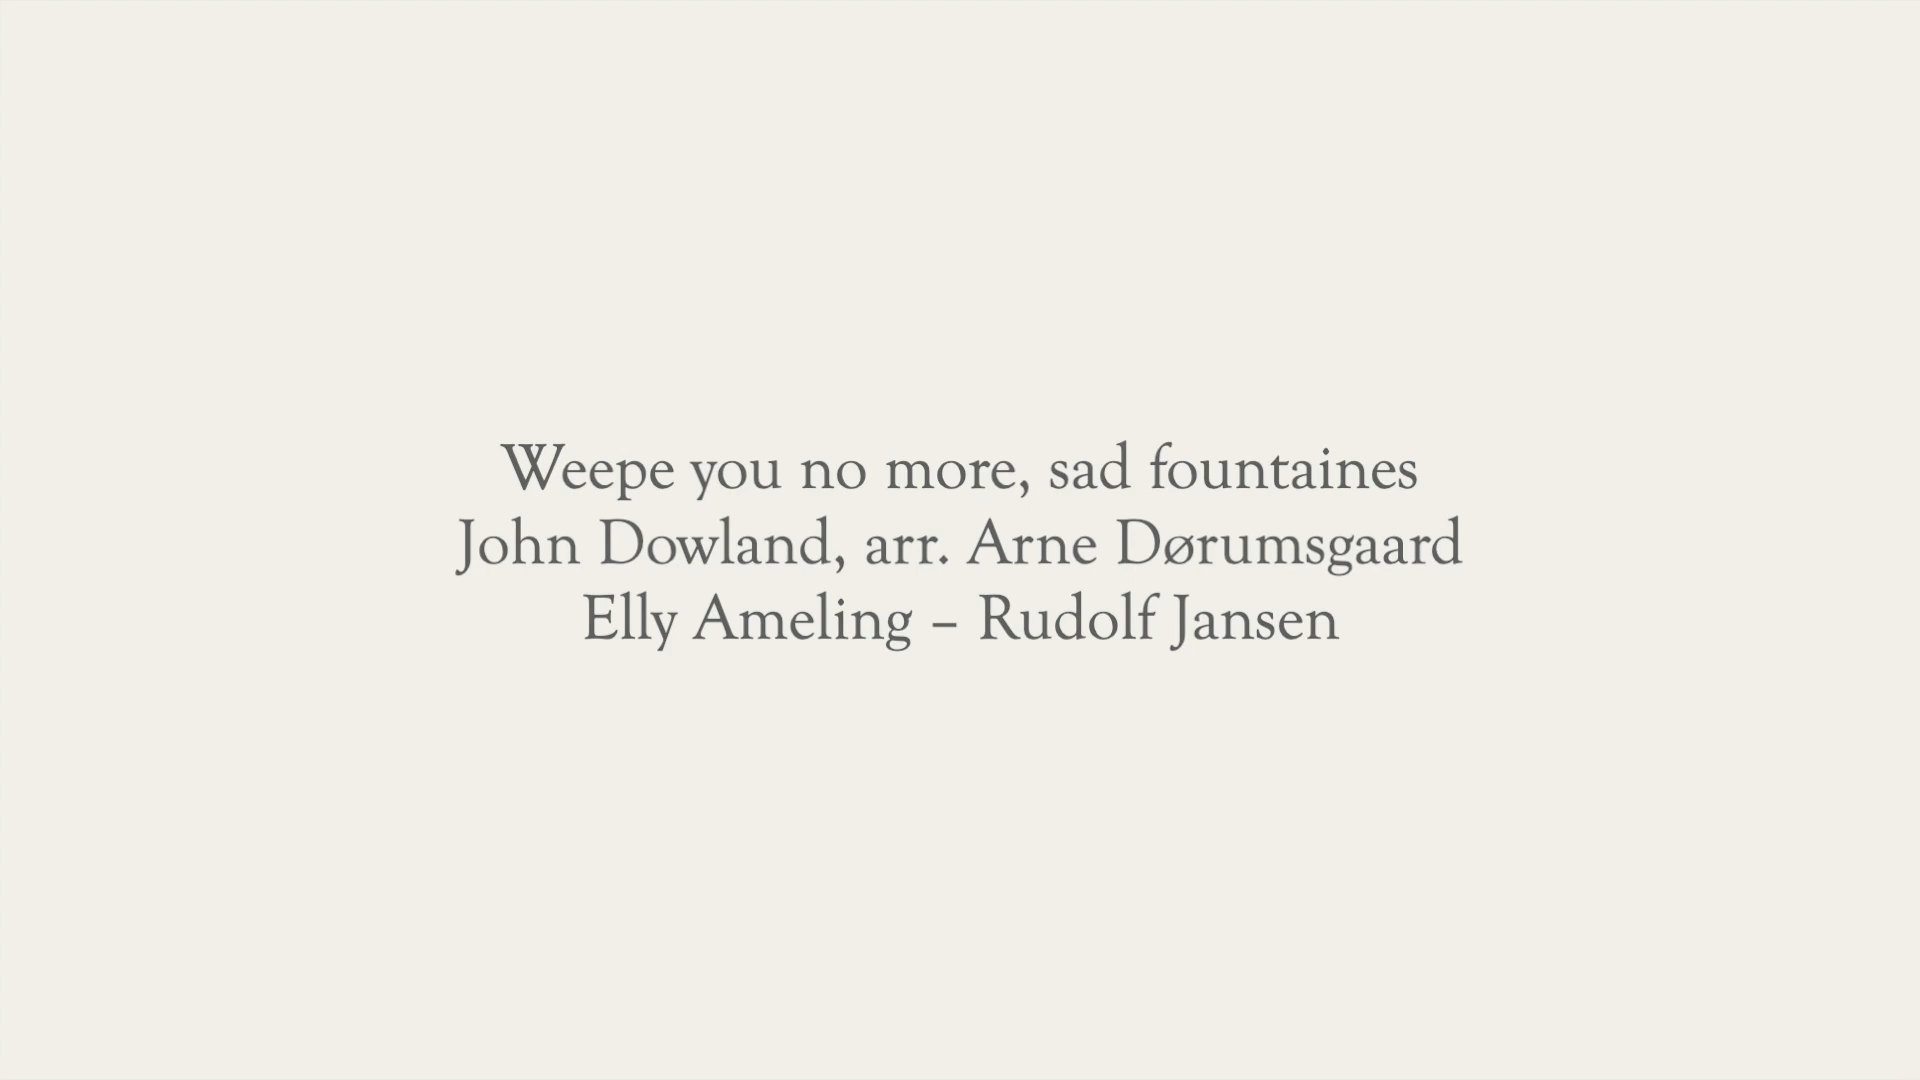 Weepe you no more, sad fountaines
John Dowland, arr. Arne Dørumsgaard
Elly Ameling – Rudolf Jansen